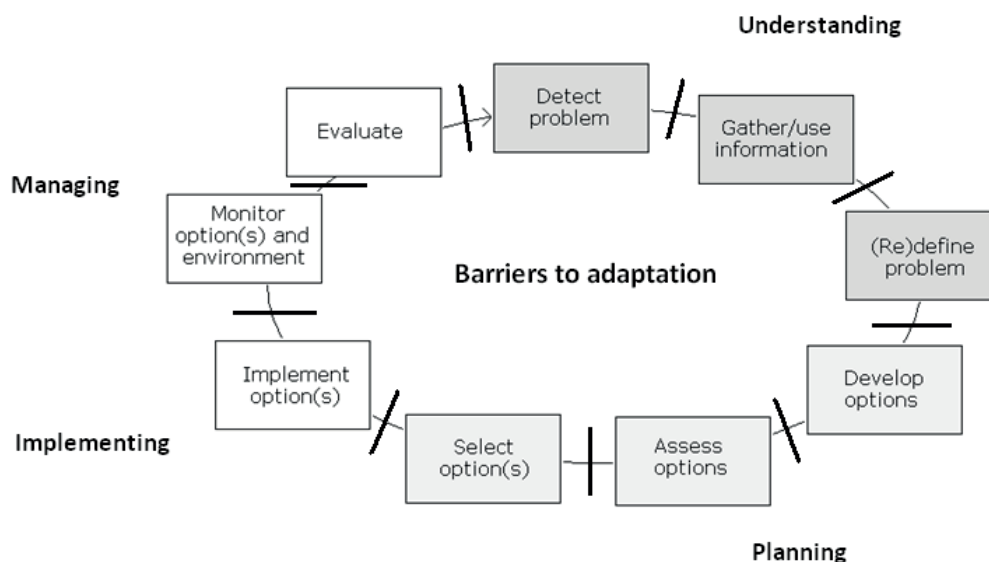 Understanding
Detect
problem
Evaluate
Gather/use
information
Managing
Monitor
option(s) and
environment
(Re)define
problem
Barriers to adaptation
Implement
option(s)
Develop
options
Implementing
Select
option(s)
Assess
options
Planning